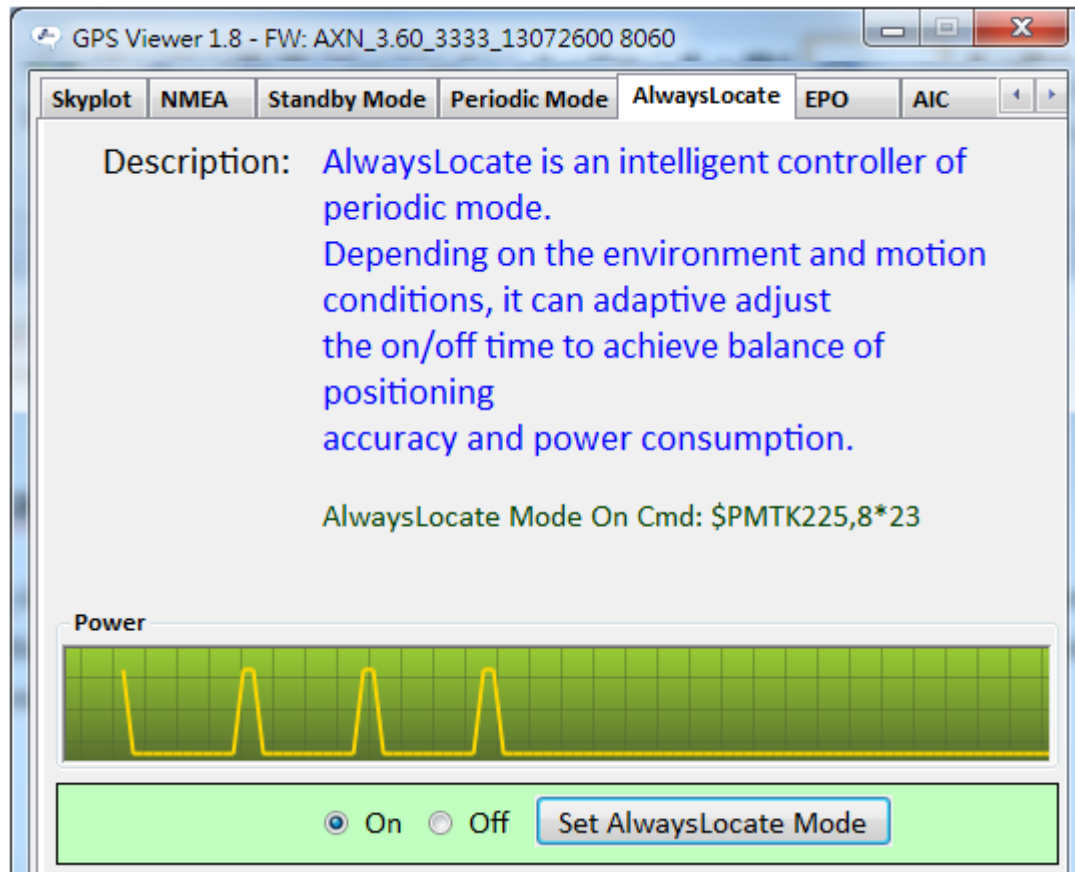 GPS Viewer 1.8 - FW: AXN_3.60_3333_13072600 8060
Skyplot NMEA Standby Mode Periodic Mode AlwaysLocate EPO AIC
Description: AlwaysLocate is an intelligent controller of
periodic mode.
Depending on the environment and motion
conditions, it can adaptive adjust
the on/off time to achieve balance of
positioning
accuracy and power consumption.
AlwaysLocate Mode On Cmd: $PMTK225,8*23
Power
On Off Set AlwaysLocate Mode